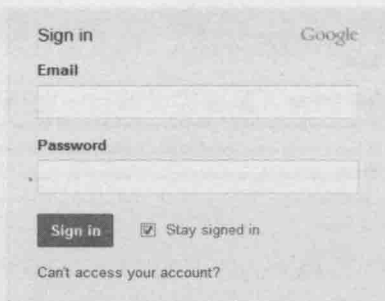 Sign in Google
Email
Password
Sign in Stay signed in
Can't access your account?